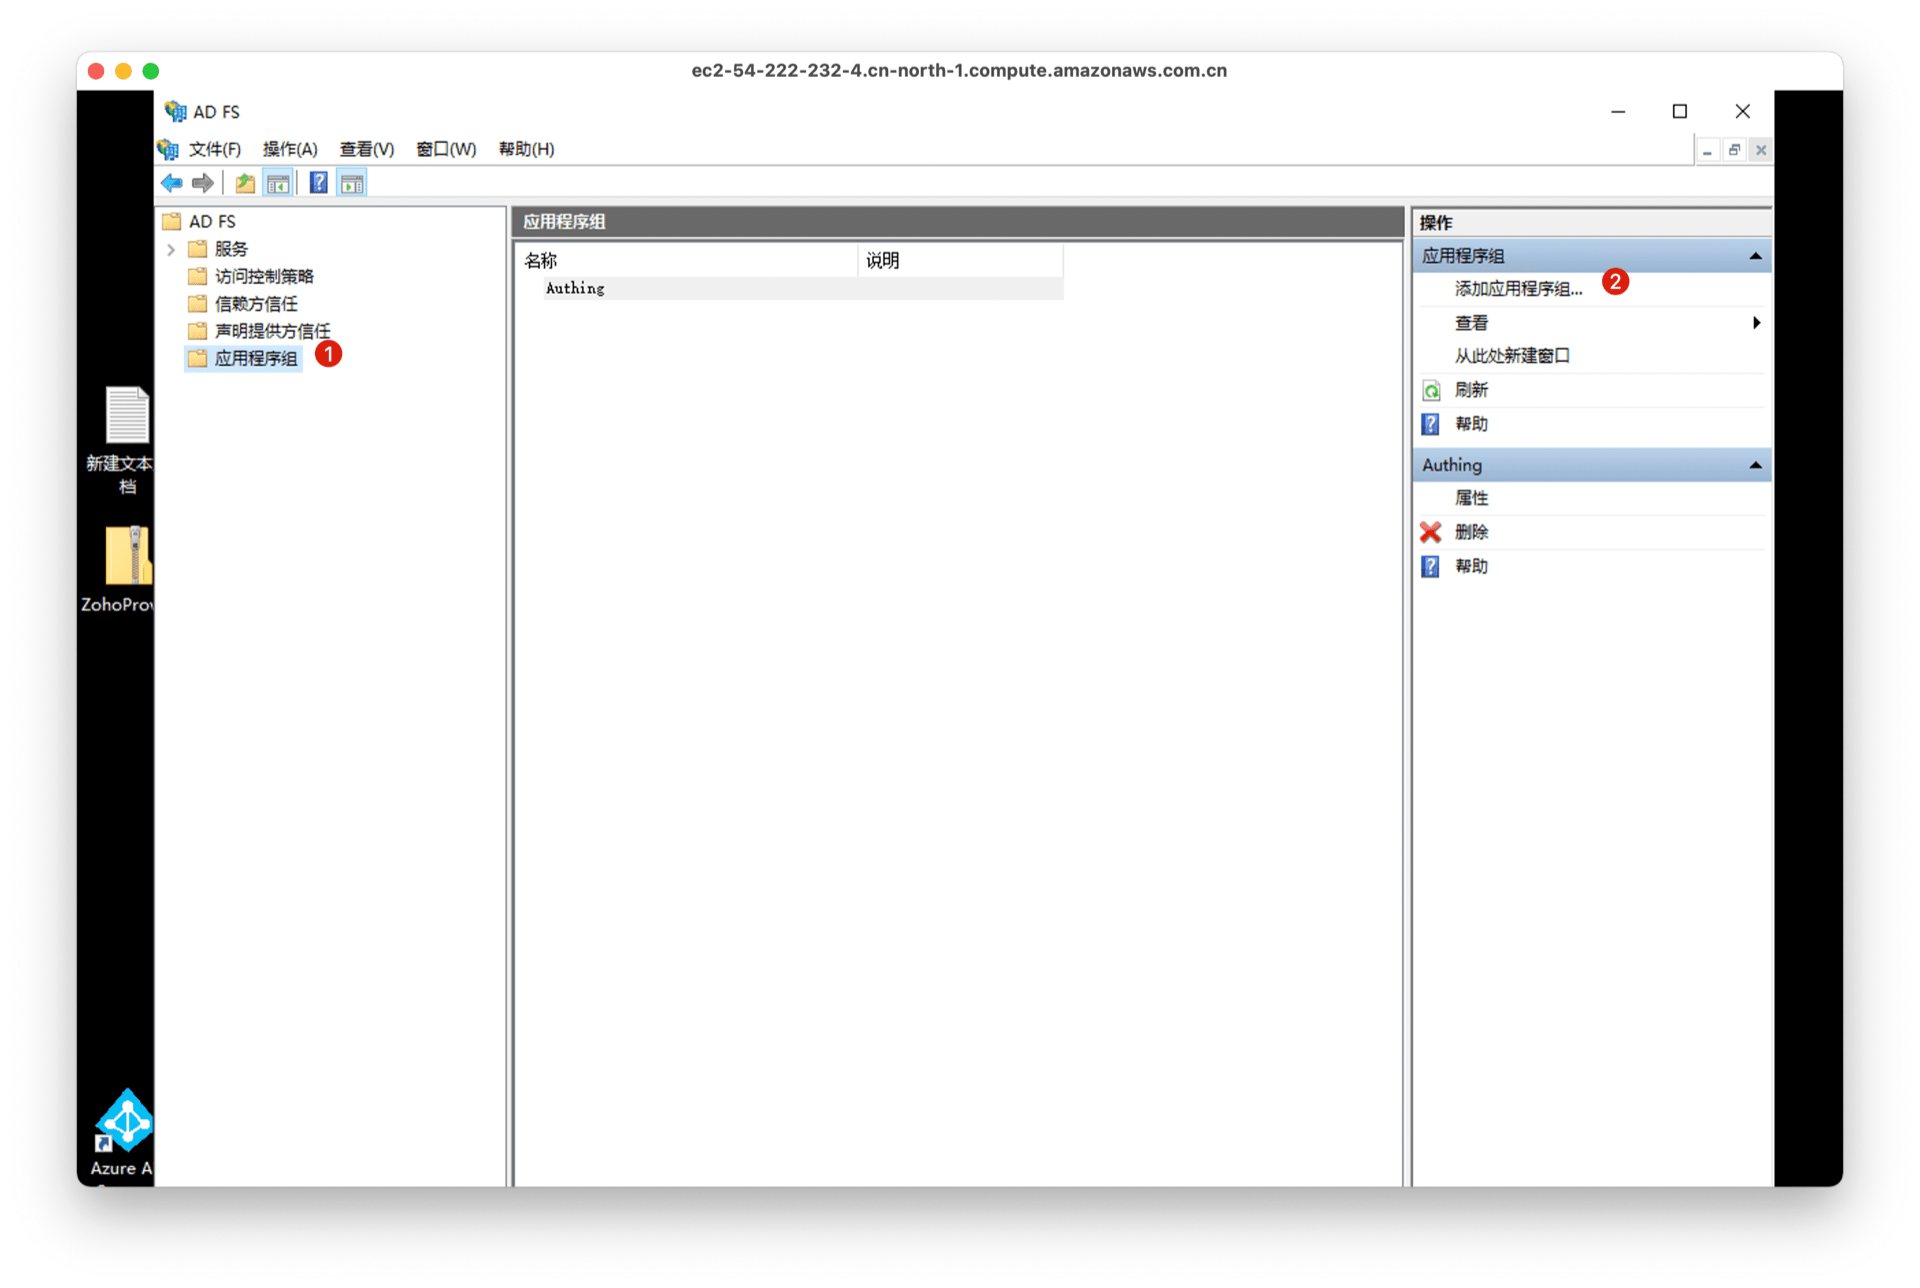 ec2-54-222-232-4.cn-north-1.compute.amazonaws.com.cn
AD FS
文件(F) 操作(A) 查看(V) 窗口(W) 帮助(H)
AD FS
服务
访问控制策略
信赖方信任
声明提供方信任
应用程序组 1
应用程序组
名称 说明
Authing
操作
应用程序组
添加应用程序组... 2
查看
从此处新建窗口
刷新
帮助
Authing
属性
删除
帮助
新建文本
档
ZohoProv
Azure A